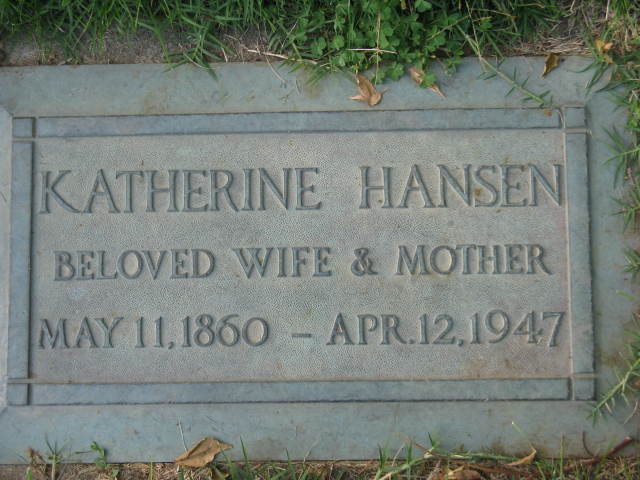 KATHERINE HANSEN
BELOVED WIFE & MOTHER
MAY 11, 1860 – APR. 12, 1947